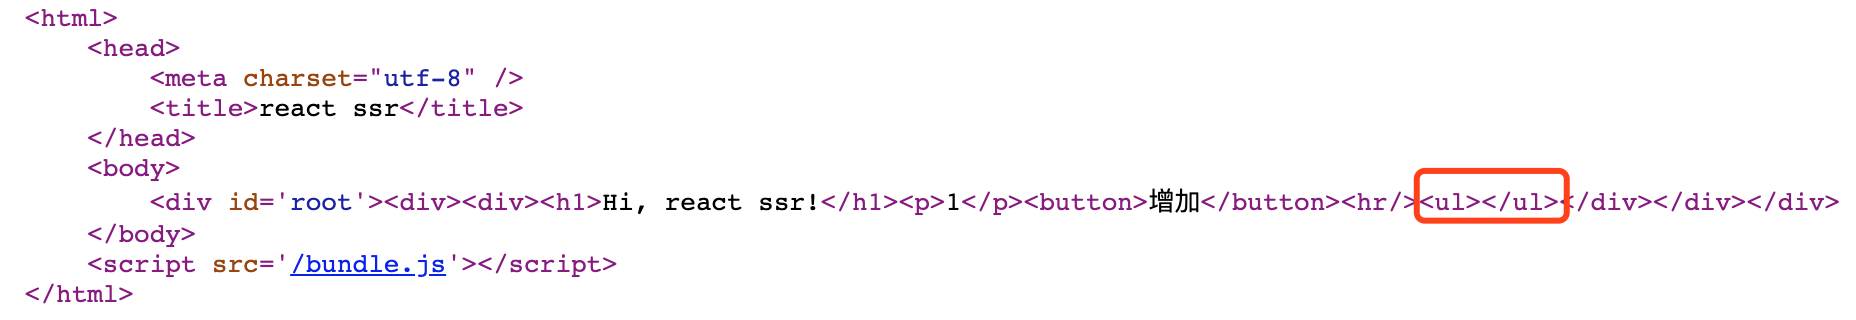 <html>
<head>
<meta charset="utf-8" />
<title>react ssr</title>
</head>
<body>
<div id='root'><div><div><h1>Hi, react ssr!</h1><p>1</p><button>增加</button><hr/><ul></ul></div></div></div>
</body>
<script src='/bundle.js'></script>
</html>